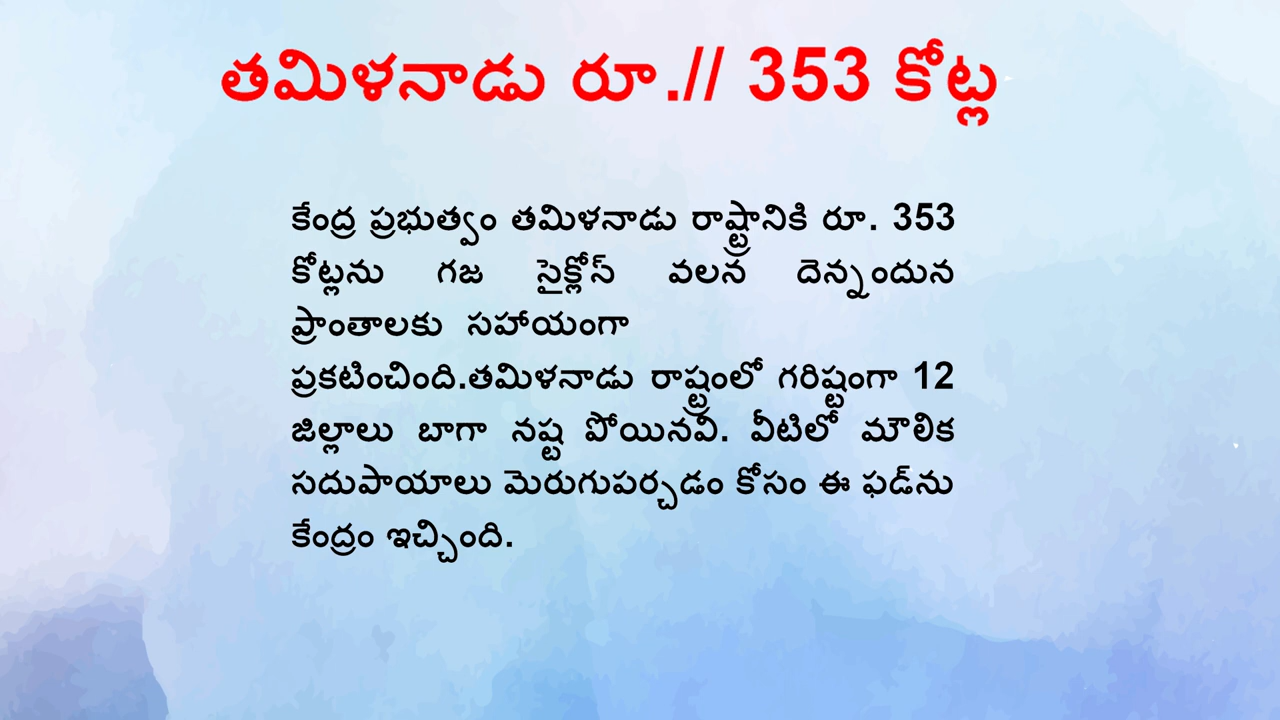 తమిళనాడు రూ.// 353 కోట్ల
కేంద్ర ప్రభుత్వం తమిళనాడు రాష్ట్రానికి రూ. 353
కోట్లను గజ సైక్లోస్ వలన దెన్నందున
ప్రాంతాలకు సహాయంగా
ప్రకటించింది.తమిళనాడు రాష్ట్రంలో గరిష్టంగా 12
జిల్లాలు బాగా నష్ట పోయినవి. వీటిలో మౌలిక
సదుపాయాలు మెరుగుపర్చడం కోసం ఈ ఫడ్‌ను
కేంద్రం ఇచ్చింది.